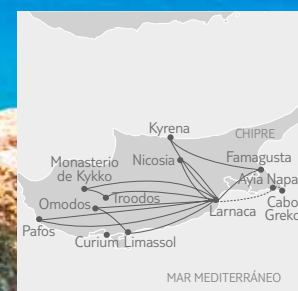 Kyrena
CHIPRE
Nicosia
Famagusta
Monasterio
de Kykko
Ayia Napa
Troodos
Omodos
Larnaca
Cabo
Greko
Pafos
Curium Limassol
MAR MEDITERRÁNEO